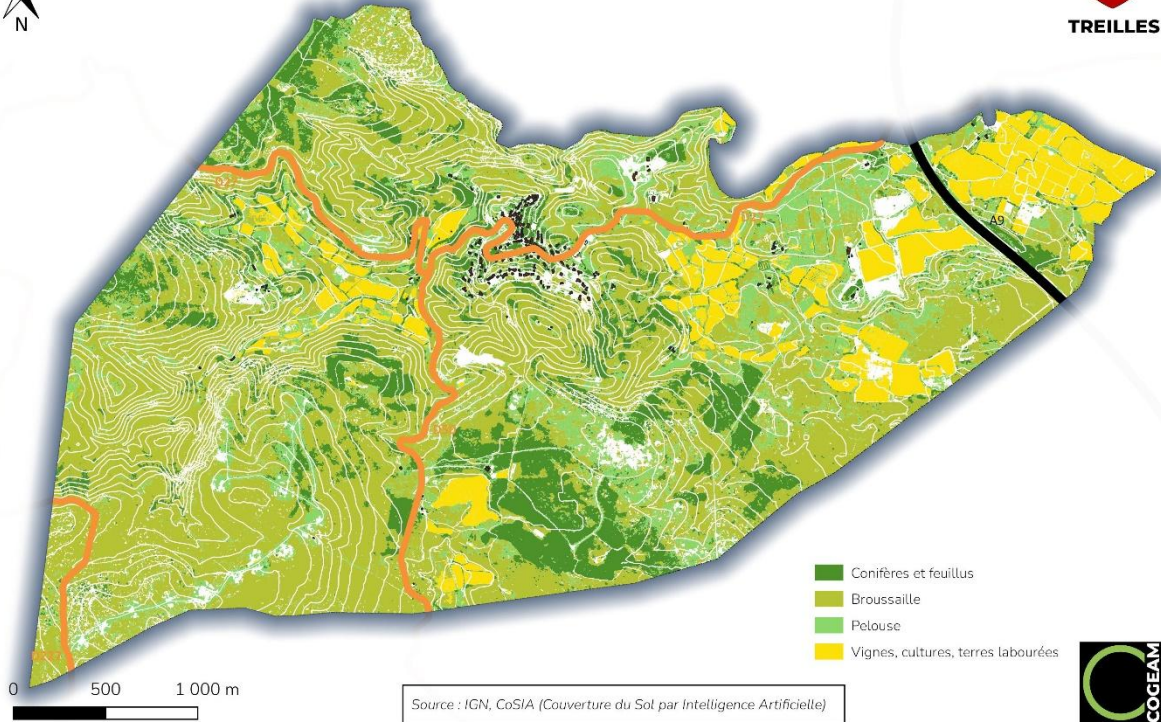 N
TREILLES
A9
Conifères et feuillus
Broussaille
Pelouse
Vignes, cultures, terres labourées
0 500 1 000 m
Source : IGN, CoSIA (Couverture du Sol par Intelligence Artificielle)
COGEAM